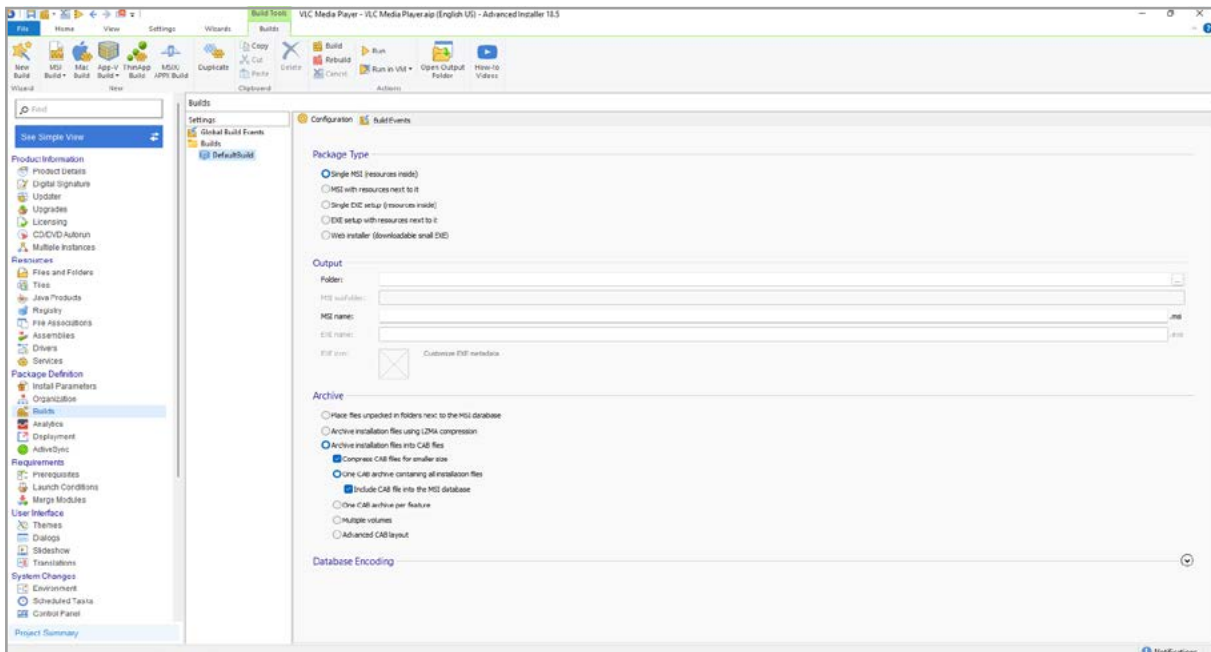 Build Tools VLC Media Player - VLC Media Player.aip (English US) - Advanced Installer 18.5
File Home View Settings Wizards Builds
New Build MSI Build Mac Build App-V Build ThinApp Build MSIX/APPX Build Duplicate Copy Cut Paste Delete Build Rebuild Cancel Run Run in VM Open Output Folder How-to Videos
Wizard New Clipboard Actions
Find
See Simple View
Product Information
Product Details
Digital Signature
Updater
Upgrades
Licensing
CD/DVD Autorun
Multiple Instances
Resources
Files and Folders
Tiles
Java Products
Registry
File Associations
Assemblies
Drivers
Services
Package Definition
Install Parameters
Organization
Builds
Analytics
Deployment
ActiveSync
Requirements
Prerequisites
Launch Conditions
Merge Modules
User Interface
Themes
Dialogs
Slideshow
Translations
System Changes
Environment
Scheduled Tasks
Control Panel
Project Summary
Builds
Settings
Global Build Events
Builds
DefaultBuild
Configuration Build Events
Package Type
Single MSI (resources inside)
MSI with resources next to it
Single EXE setup (resources inside)
EXE setup with resources next to it
Web installer (downloadable small EXE)
Output
Folder: ...
MSI subfolder:
MSI name: .msi
EXE name: .exe
EXE icon: Customize EXE metadata
Archive
Place files unpacked in folders next to the MSI database
Archive installation files using LZMA compression
Archive installation files into CAB files
Compress CAB files for smaller size
One CAB archive containing all installation files
Include CAB file into the MSI database
One CAB archive per feature
Multiple volumes
Advanced CAB layout
Database Encoding
Notifications